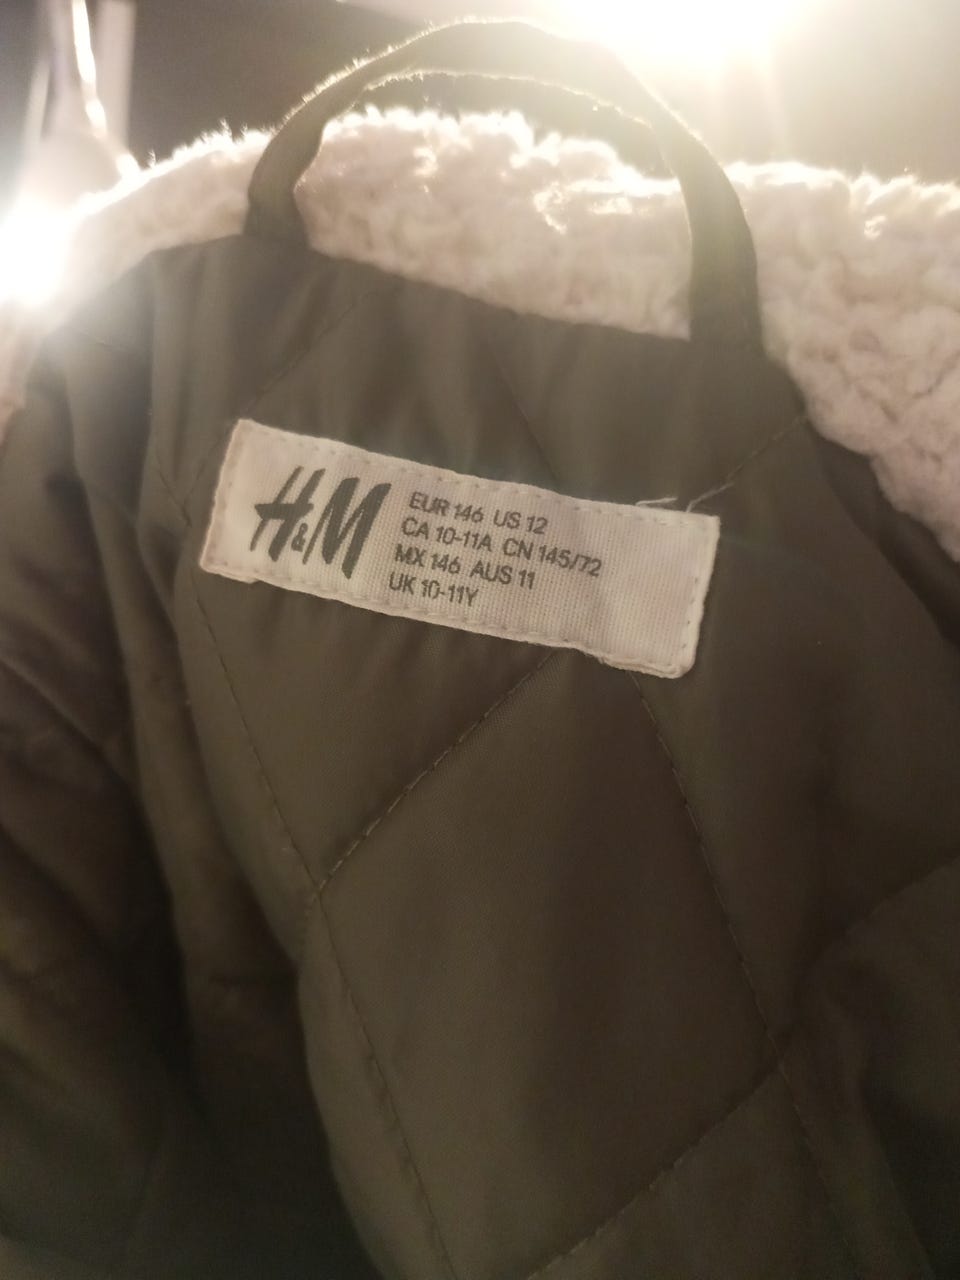 H&M
EUR 146 US 12
CA 10-11A CN 145/72
MX 146 AUS 11
UK 10-11Y